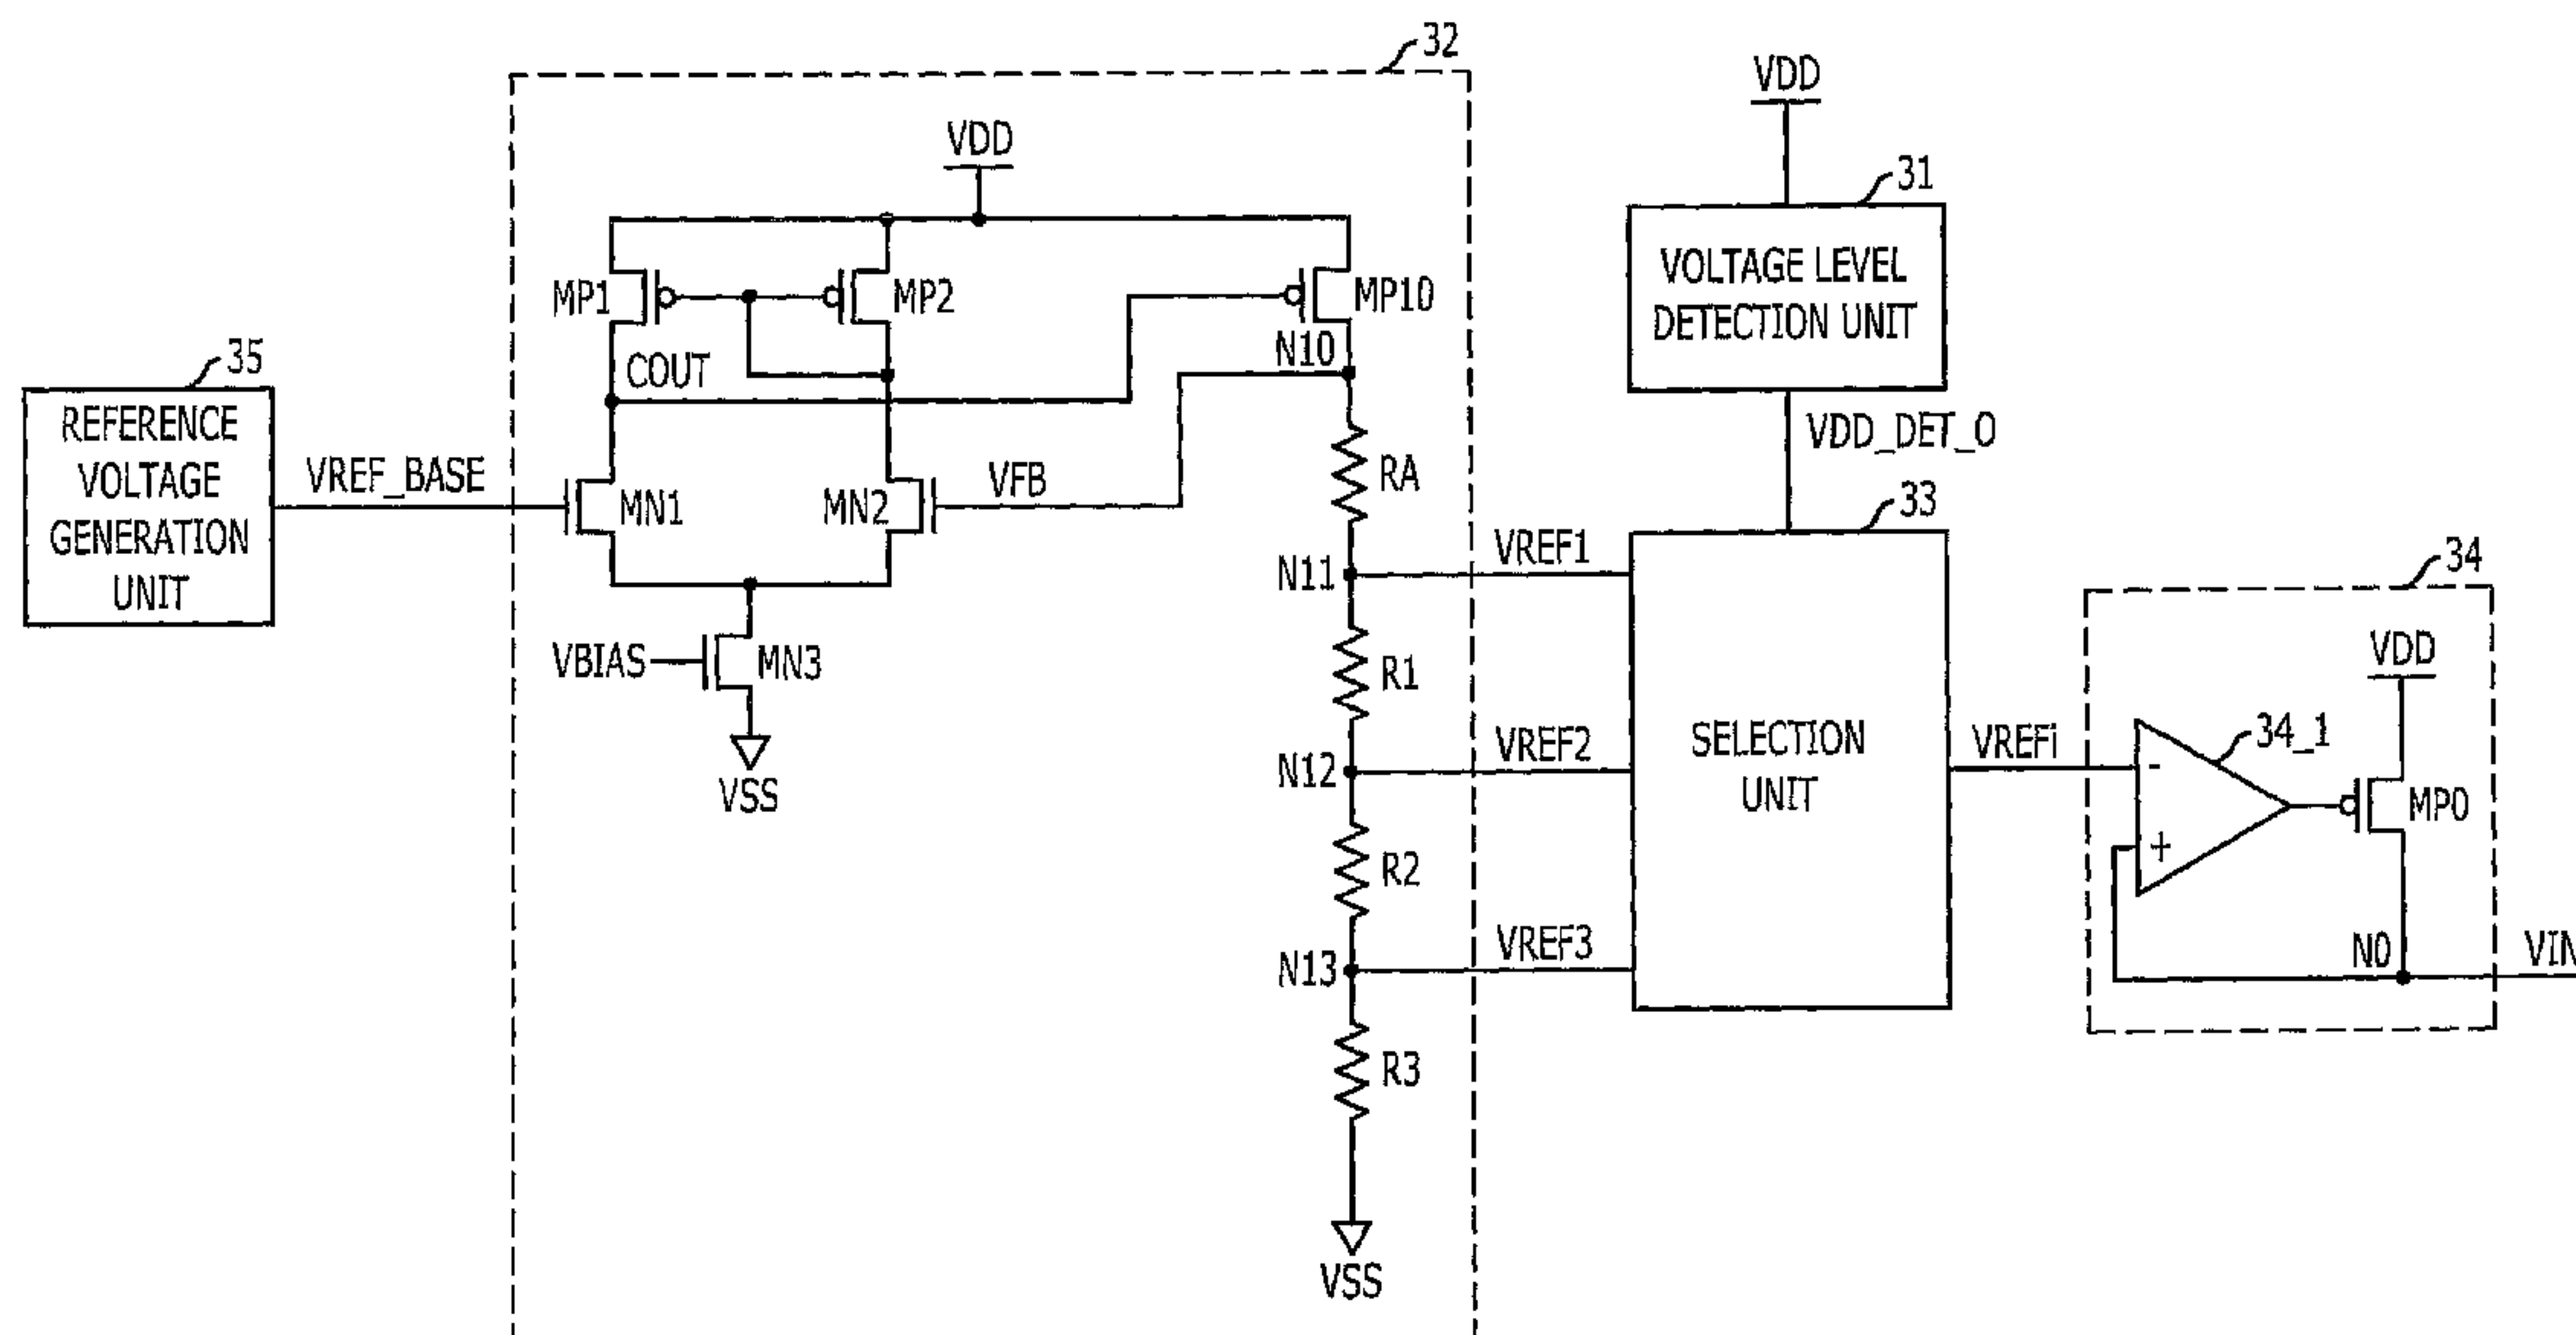 32
VDD
VDD
31
MP1
MP2
MP10
VOLTAGE LEVEL
DETECTION UNIT
35
COUT
N10
REFERENCE
VOLTAGE
GENERATION
UNIT
VDD_DET_O
VREF_BASE
MN1
MN2
VFB
RA
33
VREF1
N11
34
VBIAS
MN3
R1
VDD
VSS
VREF2
N12
SELECTION
UNIT
VREFi
34_1
-
+
MP0
R2
VREF3
N13
N0
VIN
R3
VSS